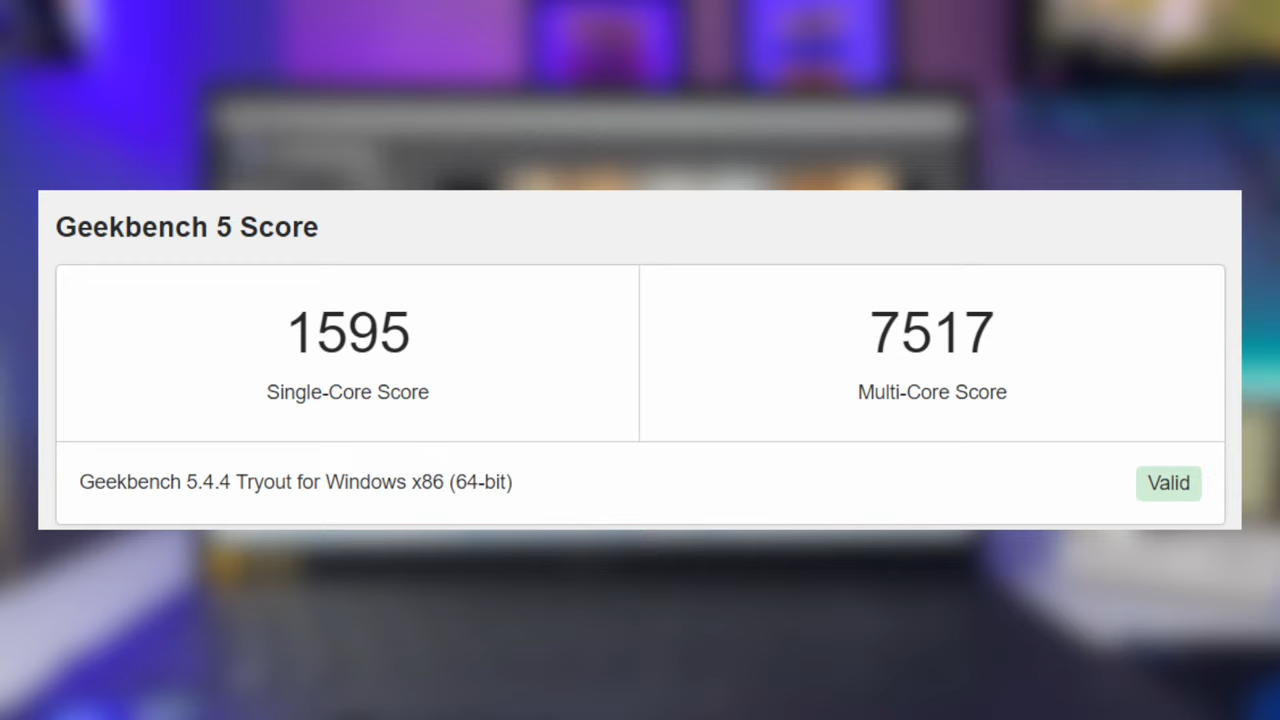 Geekbench 5 Score
1595
Single-Core Score
7517
Multi-Core Score
Geekbench 5.4.4 Tryout for Windows x86 (64-bit)
Valid